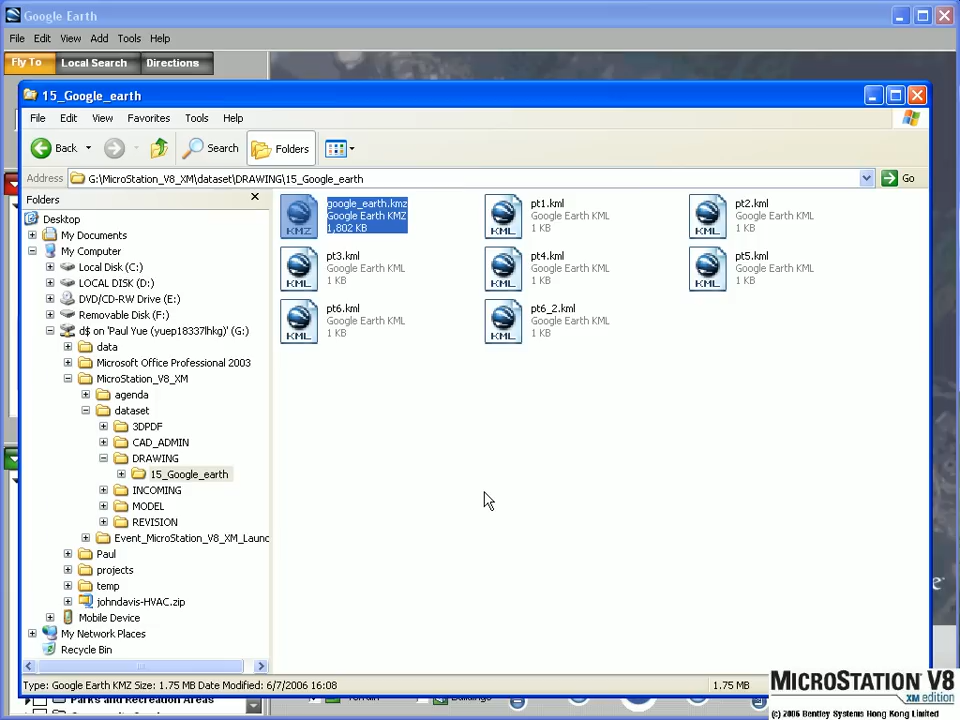 Google Earth
File Edit View Add Tools Help
Fly To Local Search Directions
15_Google_earth
File Edit View Favorites Tools Help
Back Search Folders
Address G:\MicroStation_V8_XM\dataset\DRAWING\15_Google_earth Go
Folders
Desktop
My Documents
My Computer
Local Disk (C:)
LOCAL DISK (D:)
DVD/CD-RW Drive (E:)
Removable Disk (F:)
d$ on 'Paul Yue (yuep18337lhkg)' (G:)
data
Microsoft Office Professional 2003
MicroStation_V8_XM
agenda
dataset
3DPDF
CAD_ADMIN
DRAWING
15_Google_earth
INCOMING
MODEL
REVISION
Event_MicroStation_V8_XM_Launc
Paul
projects
temp
johndavis-HVAC.zip
Mobile Device
My Network Places
Recycle Bin
KMZ
google_earth.kmz
Google Earth KMZ
1,802 KB
KML
pt1.kml
Google Earth KML
1 KB
KML
pt2.kml
Google Earth KML
1 KB
KML
pt3.kml
Google Earth KML
1 KB
KML
pt4.kml
Google Earth KML
1 KB
KML
pt5.kml
Google Earth KML
1 KB
KML
pt6.kml
Google Earth KML
1 KB
KML
pt6_2.kml
Google Earth KML
1 KB
Type: Google Earth KMZ Size: 1.75 MB Date Modified: 6/7/2006 16:08 1.75 MB
Parks and Recreation Areas
MICROSTATION V8
XM edition
(c) 2006 Bentley Systems Hong Kong Limited